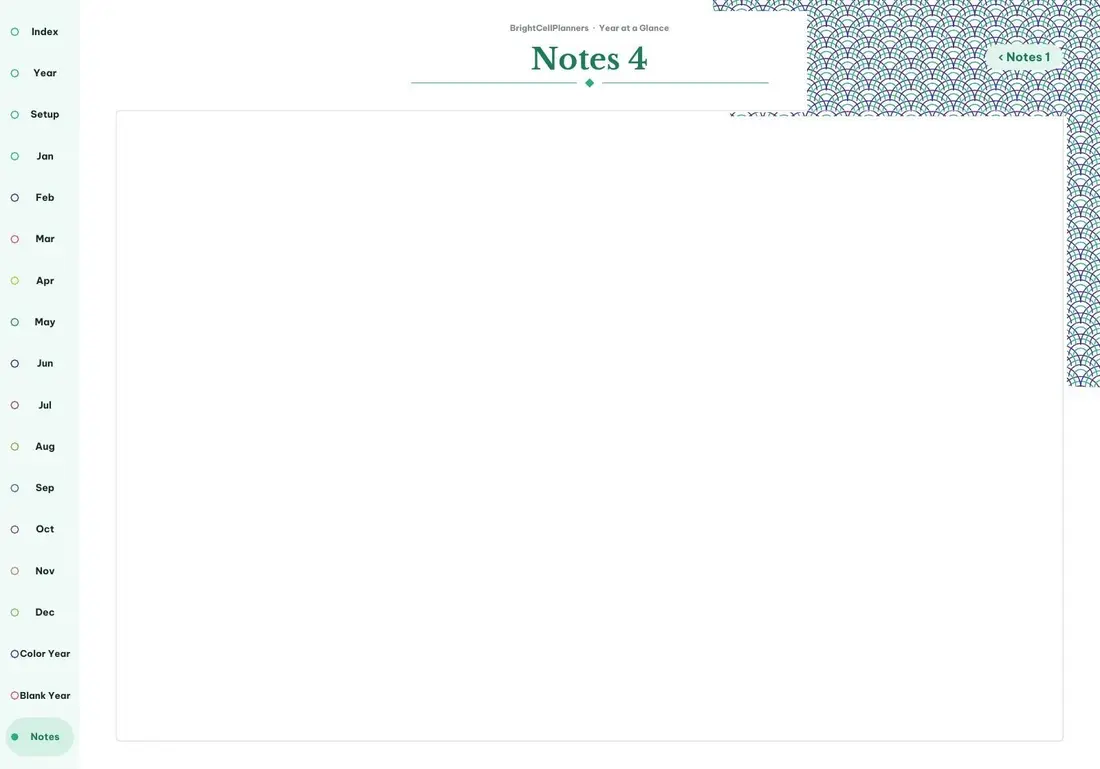 Index
Year
Setup
Jan
Feb
Mar
Apr
May
Jun
Jul
Aug
Sep
Oct
Nov
Dec
Color Year
Blank Year
Notes
BrightCellPlanners · Year at a Glance
Notes 4
‹ Notes 1